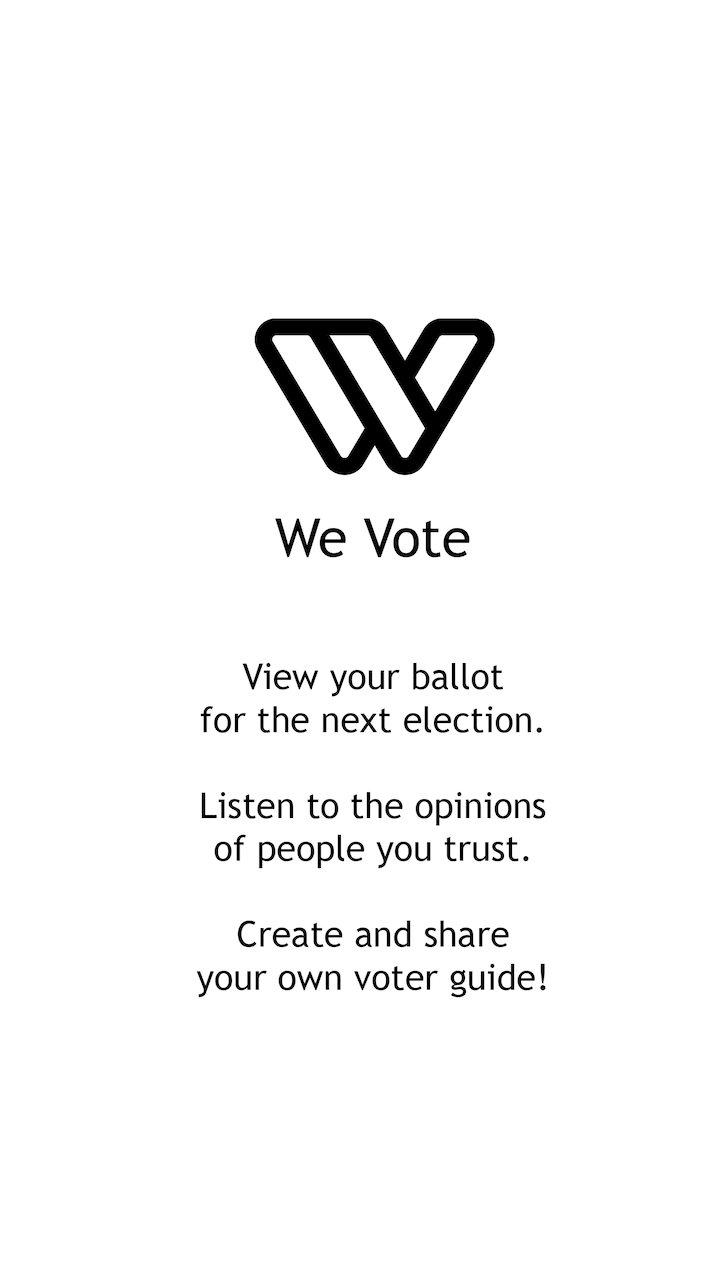 We Vote
View your ballot
for the next election.
Listen to the opinions
of people you trust.
Create and share
your own voter guide!